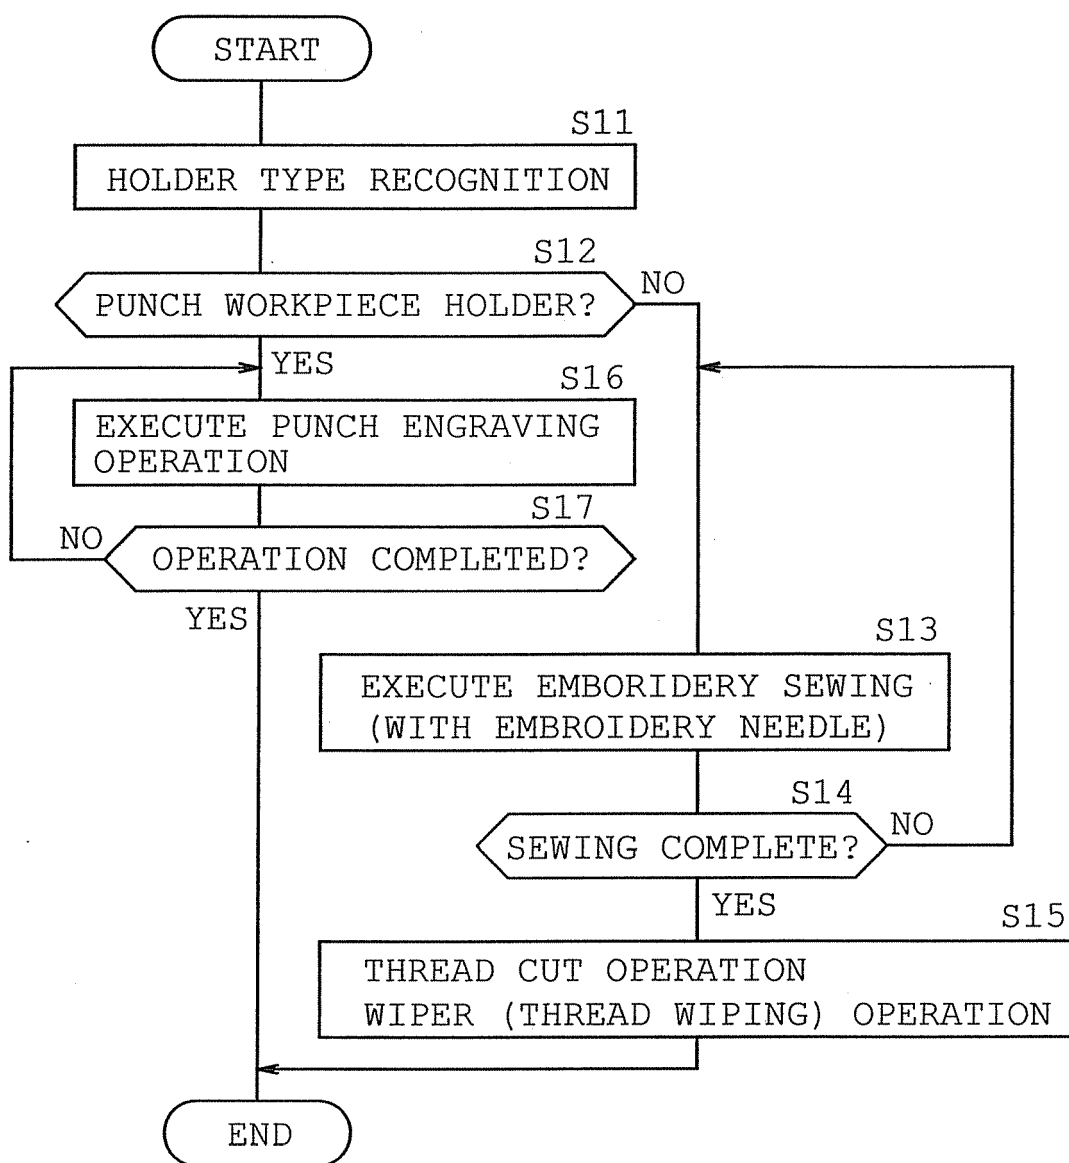 START
S11
HOLDER TYPE RECOGNITION
S12
PUNCH WORKPIECE HOLDER?
NO
YES
S16
EXECUTE PUNCH ENGRAVING
OPERATION
S17
NO
OPERATION COMPLETED?
YES
S13
EXECUTE EMBORIDERY SEWING
(WITH EMBROIDERY NEEDLE)
S14
SEWING COMPLETE?
NO
YES
S15
THREAD CUT OPERATION
WIPER (THREAD WIPING) OPERATION
END